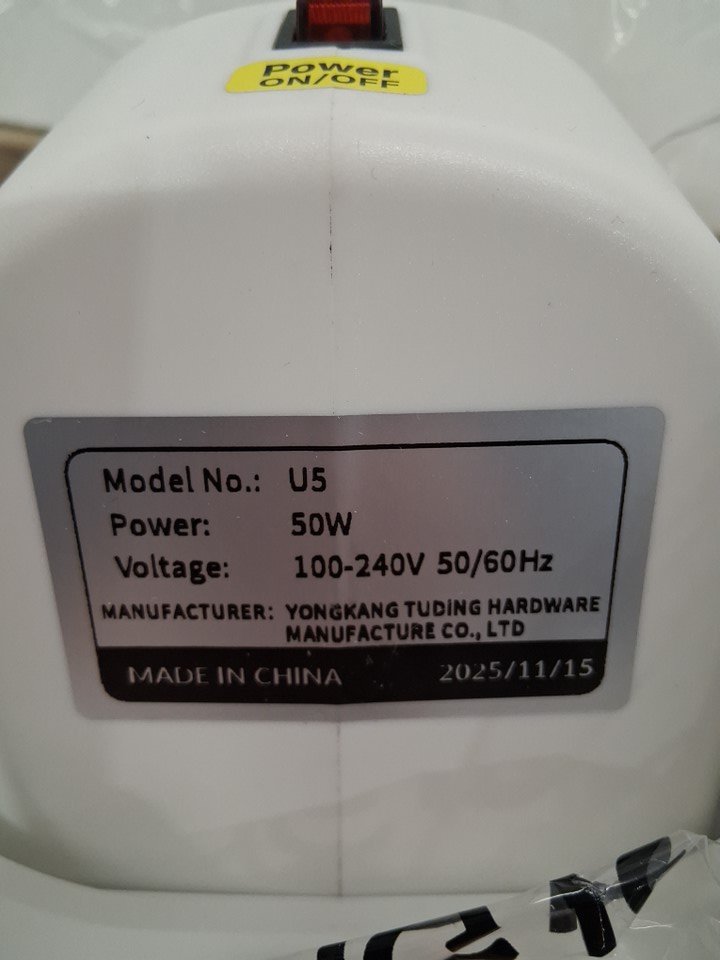 Power
ON/OFF
Model No.: U5
Power: 50W
Voltage: 100-240V 50/60Hz
MANUFACTURER: YONGKANG TUDING HARDWARE
MANUFACTURE CO., LTD
MADE IN CHINA 2025/11/15